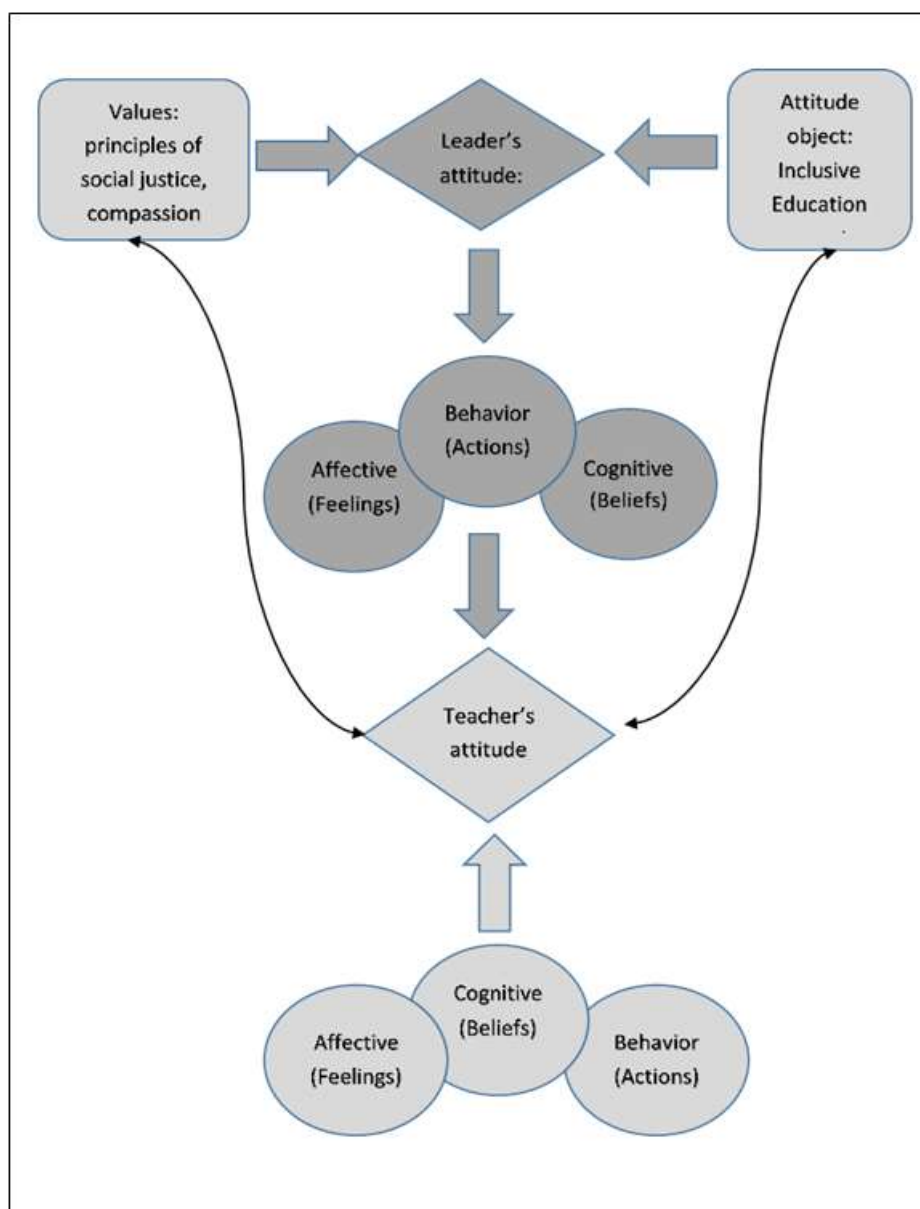 Values:
principles of
social justice,
compassion
Leader's
attitude:
Attitude
object:
Inclusive
Education
.
Behavior
(Actions)
Affective
(Feelings)
Cognitive
(Beliefs)
Teacher's
attitude
Cognitive
(Beliefs)
Affective
(Feelings)
Behavior
(Actions)